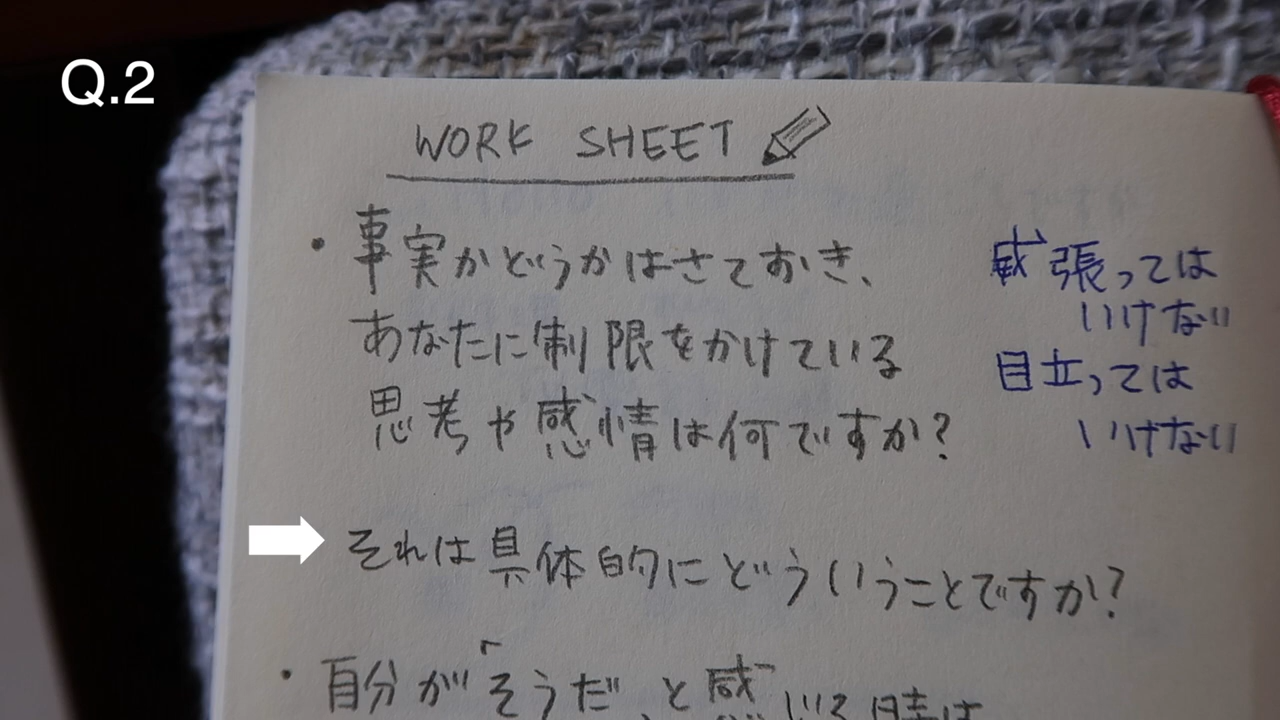 Q.2
WORK SHEET
・事実かどうかはさておき、
あなたに制限をかけている
思考や感情は何ですか?
威張っては
いけない
目立っては
いけない
それは具体的にどういうことですか?
・自分が「そうだ」と感じる時は